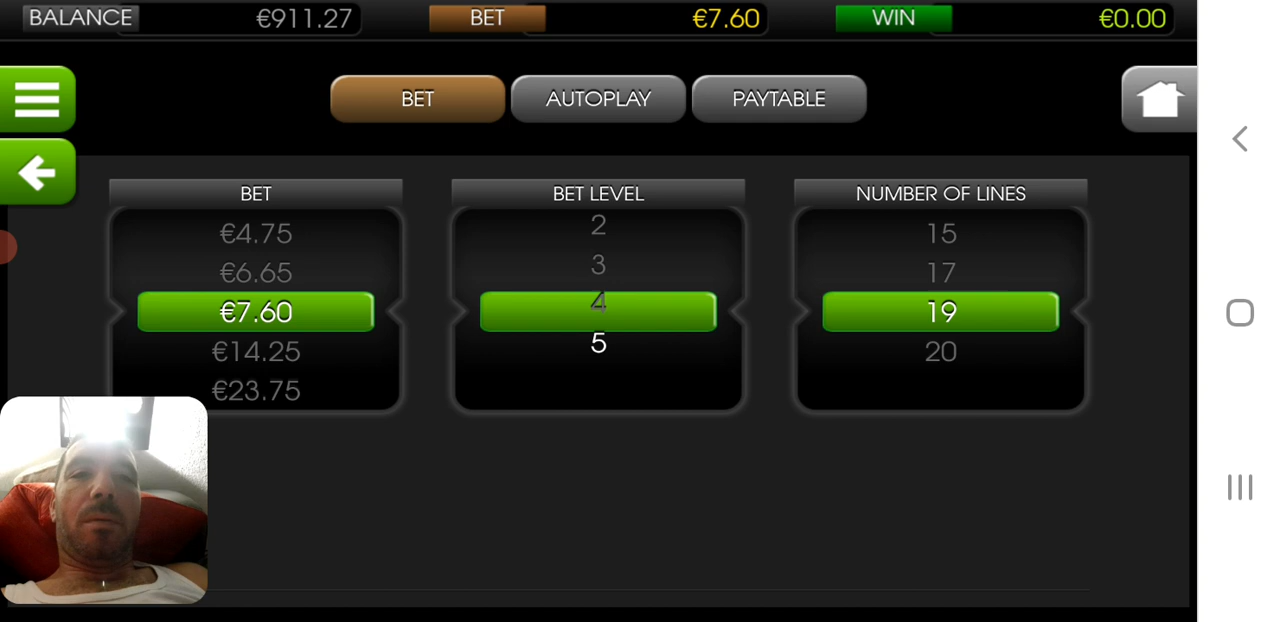 BALANCE €911.27 BET €7.60 WIN €0.00
BET AUTOPLAY PAYTABLE
BET BET LEVEL NUMBER OF LINES
€4.75 2 15
€6.65 3 17
€7.60 4 19
€14.25 5 20
€23.75